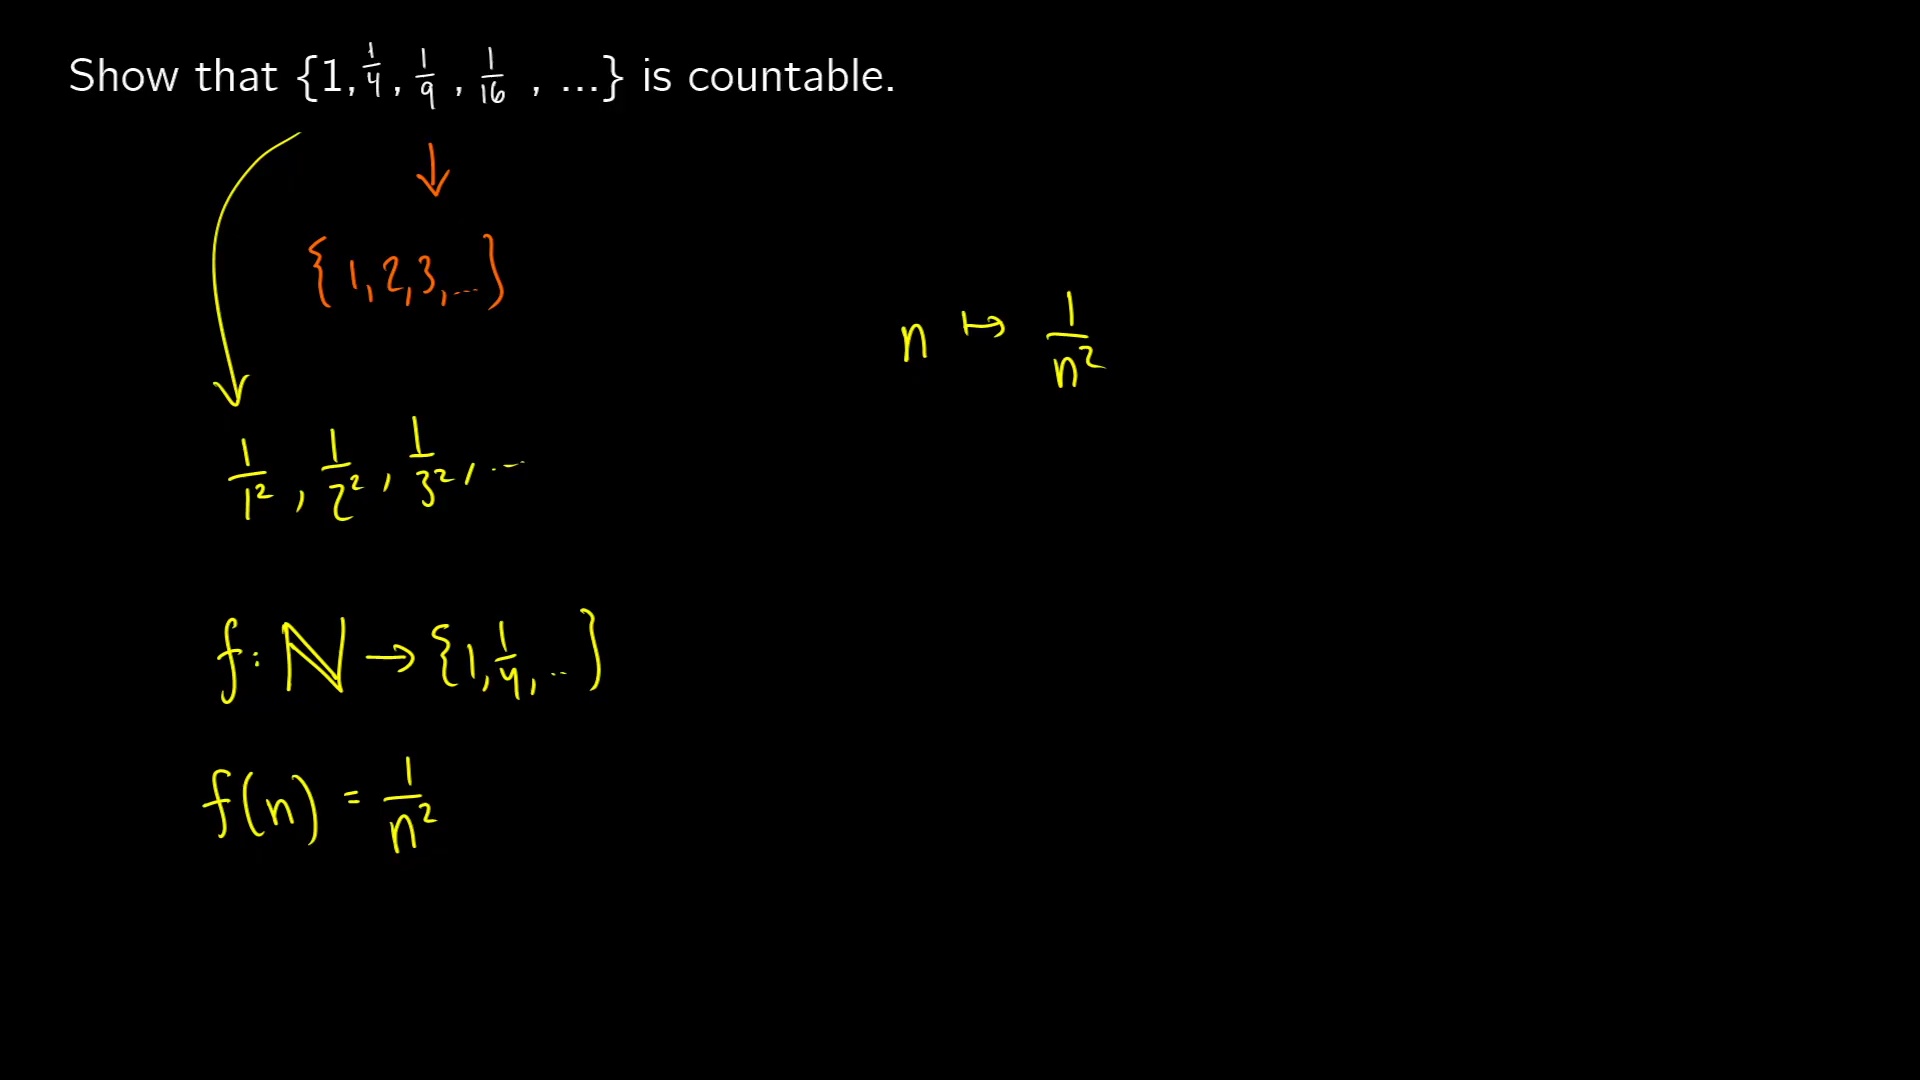 Show that {1, 1/4, 1/9, 1/16, ...} is countable.
{1,2,3,...}
n ↦ 1/n²
1/1², 1/2², 1/3², ...
f: ℕ → {1, 1/4, ...}
f(n) = 1/n²